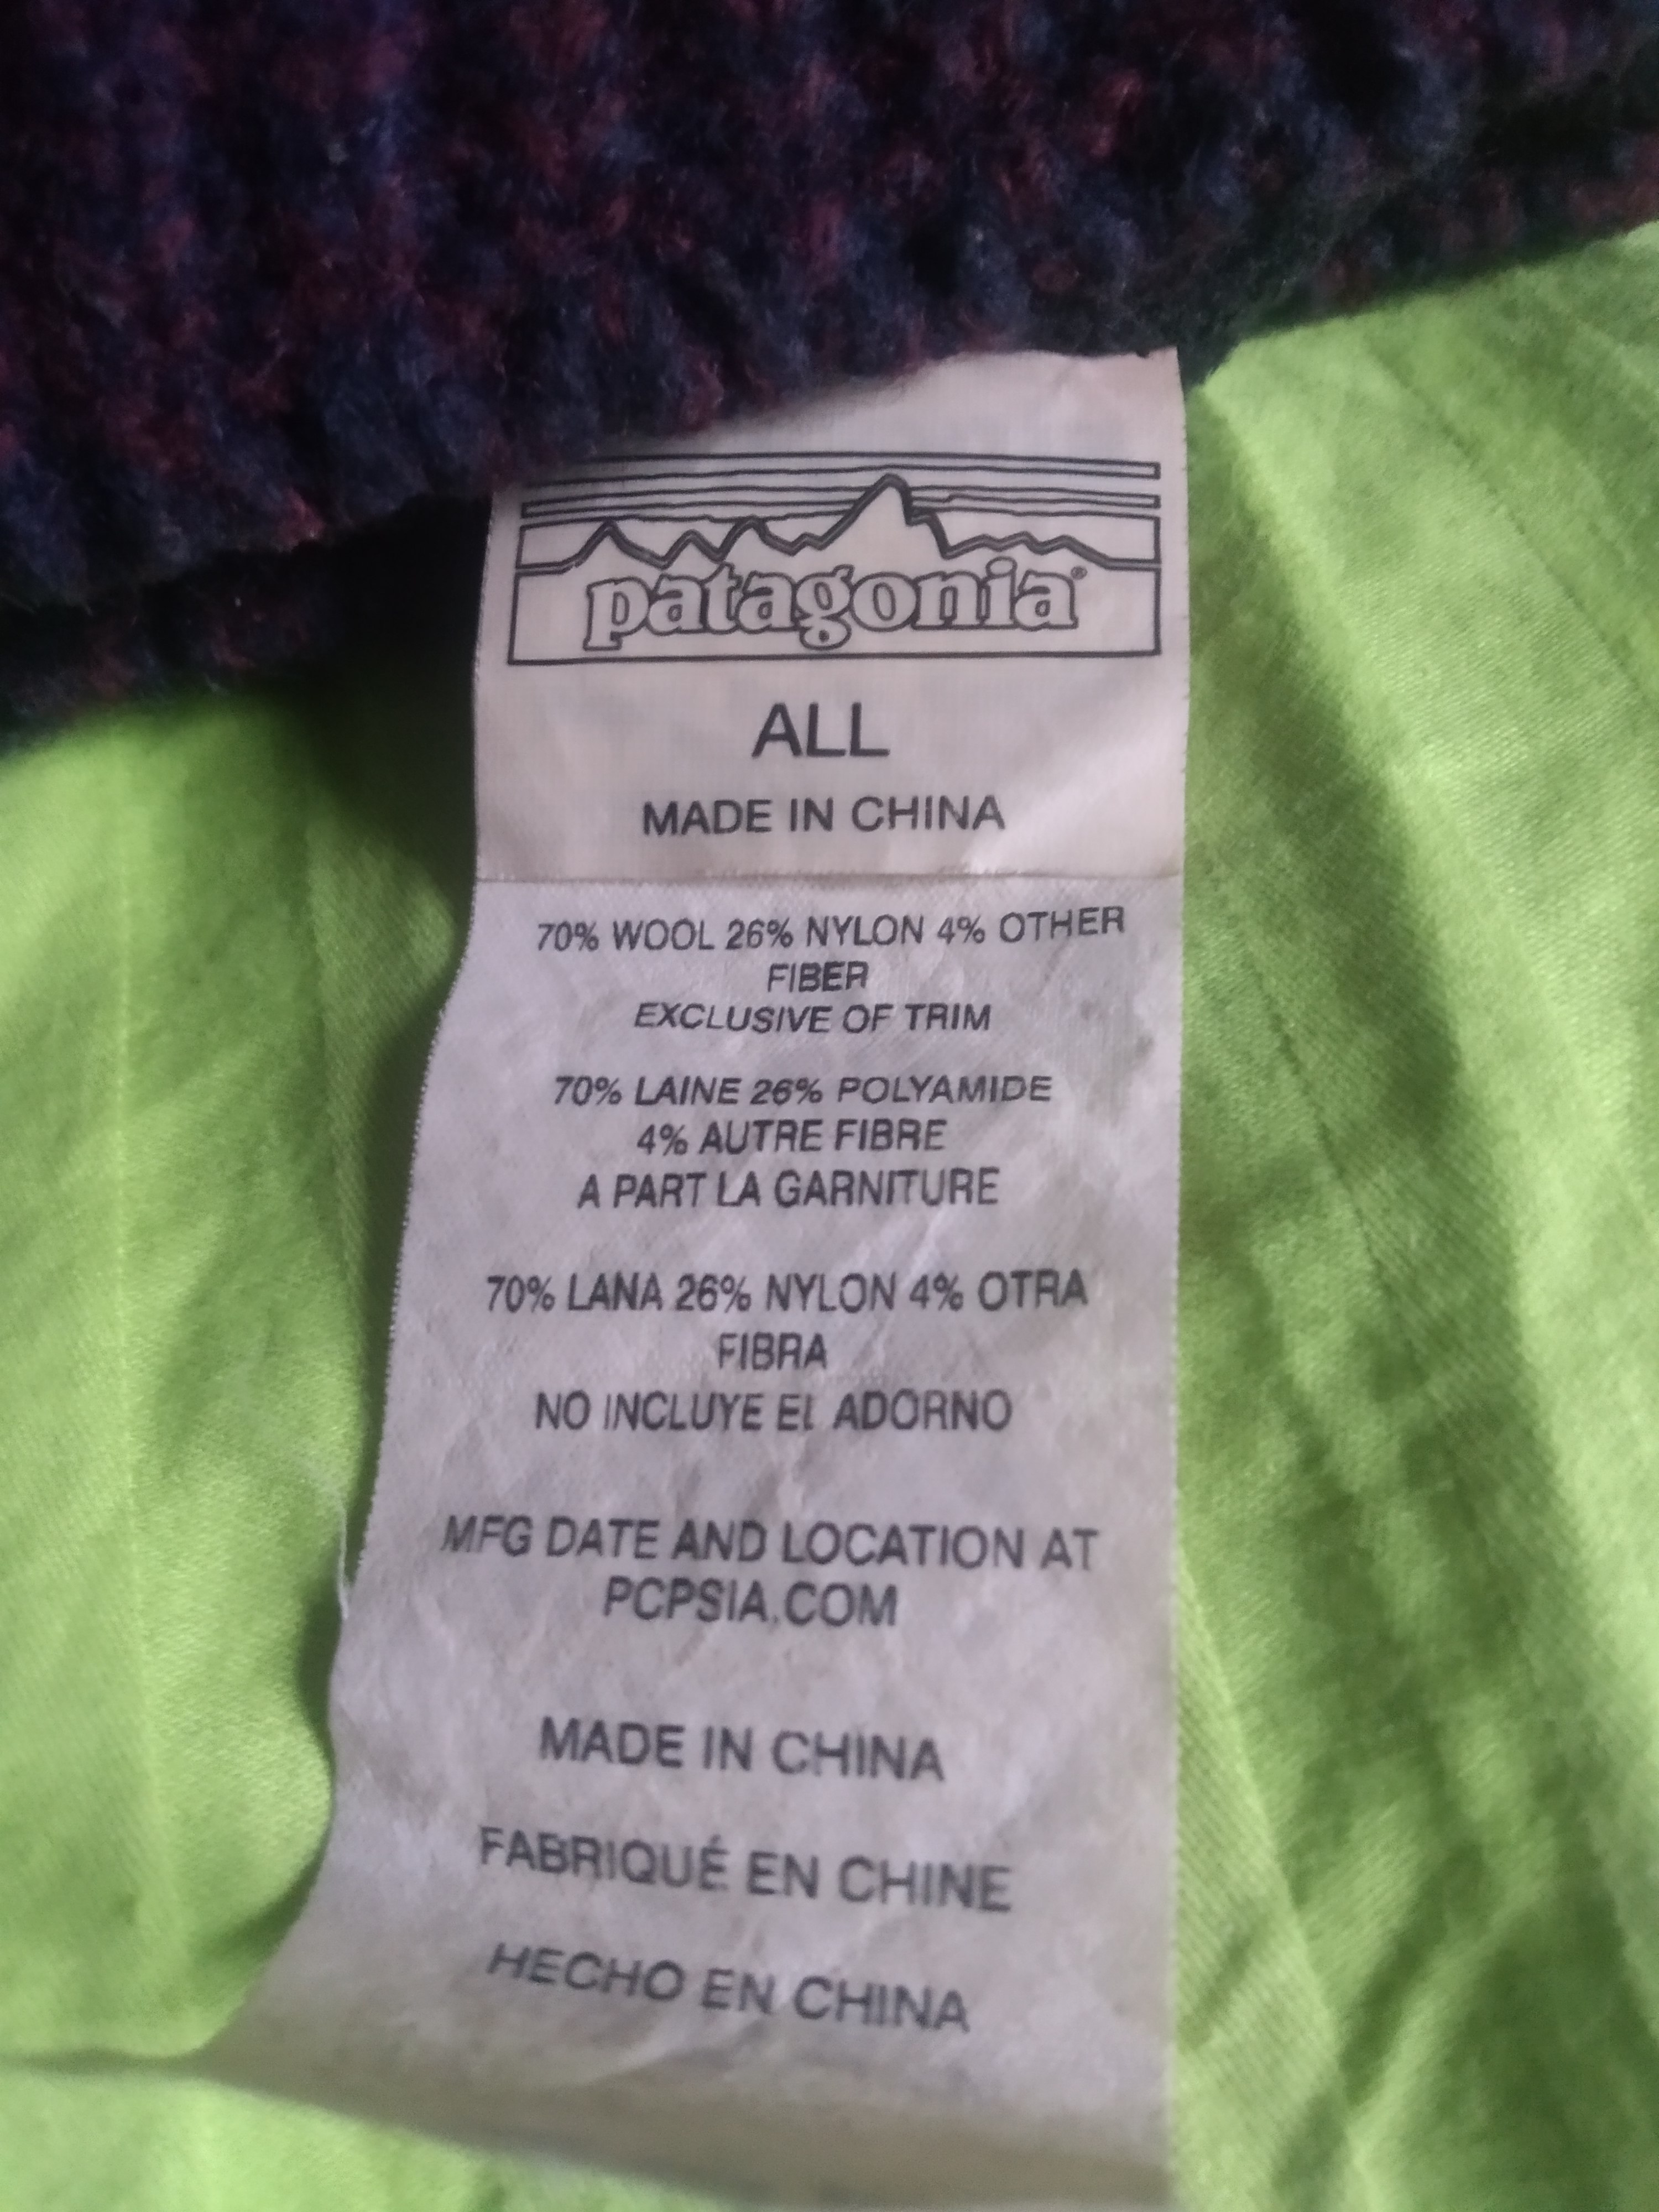 patagonia®
ALL
MADE IN CHINA
70% WOOL 26% NYLON 4% OTHER
FIBER
EXCLUSIVE OF TRIM
70% LAINE 26% POLYAMIDE
4% AUTRE FIBRE
A PART LA GARNITURE
70% LANA 26% NYLON 4% OTRA
FIBRA
NO INCLUYE EL ADORNO
MFG DATE AND LOCATION AT
PCPSIA.COM
MADE IN CHINA
FABRIQUÉ EN CHINE
HECHO EN CHINA